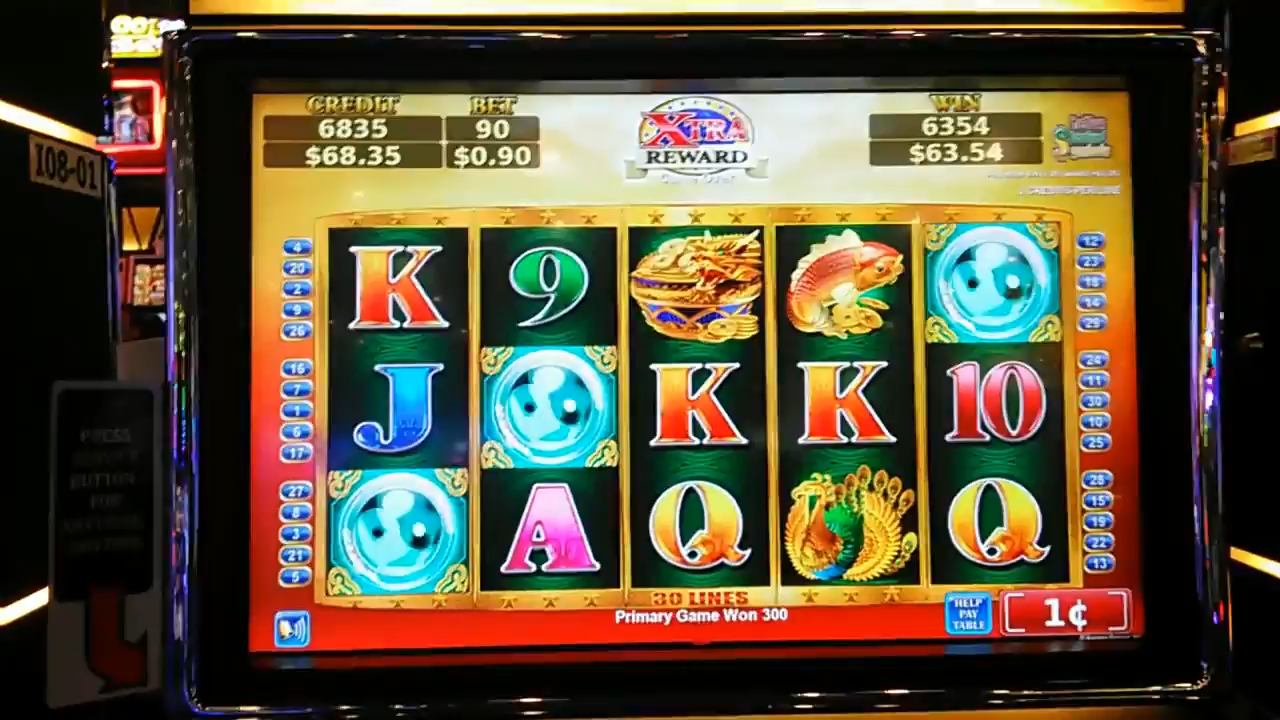 CREDIT BET WIN
6835 90 6354
$68.35 $0.90 $63.54
XTRA
REWARD
Game Over
I08-01
4 12
20 23
2 18
9 14
26 29
16 24
7 11
1 30
6 10
17 25
27 28
8 15
3 19
21 22
5 13
K 9
J K K 10
A Q Q
30 LINES
Primary Game Won 300
HELP
PAY
TABLE
1¢
PRESS
BUTTON
FOR